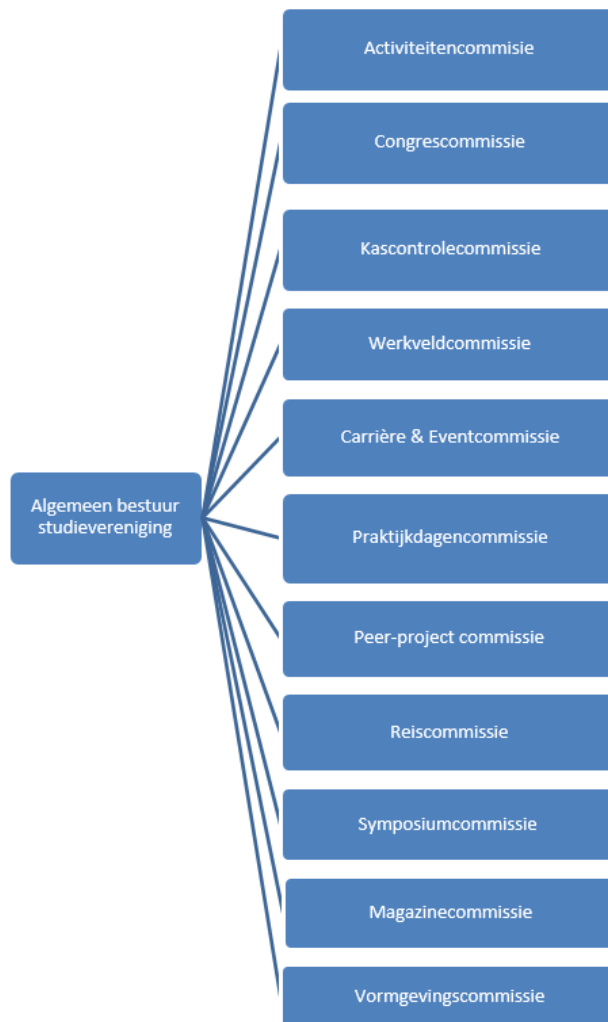 Activiteitencommisie
Congrescommissie
Kascontrolecommissie
Werkveldcommissie
Carrière & Eventcommissie
Algemeen bestuur
studievereniging
Praktijkdagencommissie
Peer-project commissie
Reiscommissie
Symposiumcommissie
Magazinecommissie
Vormgevingscommissie